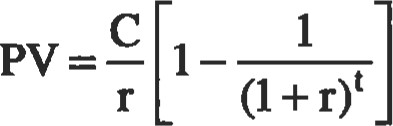 PV = C/r [1 - 1/(1 + r)^t]